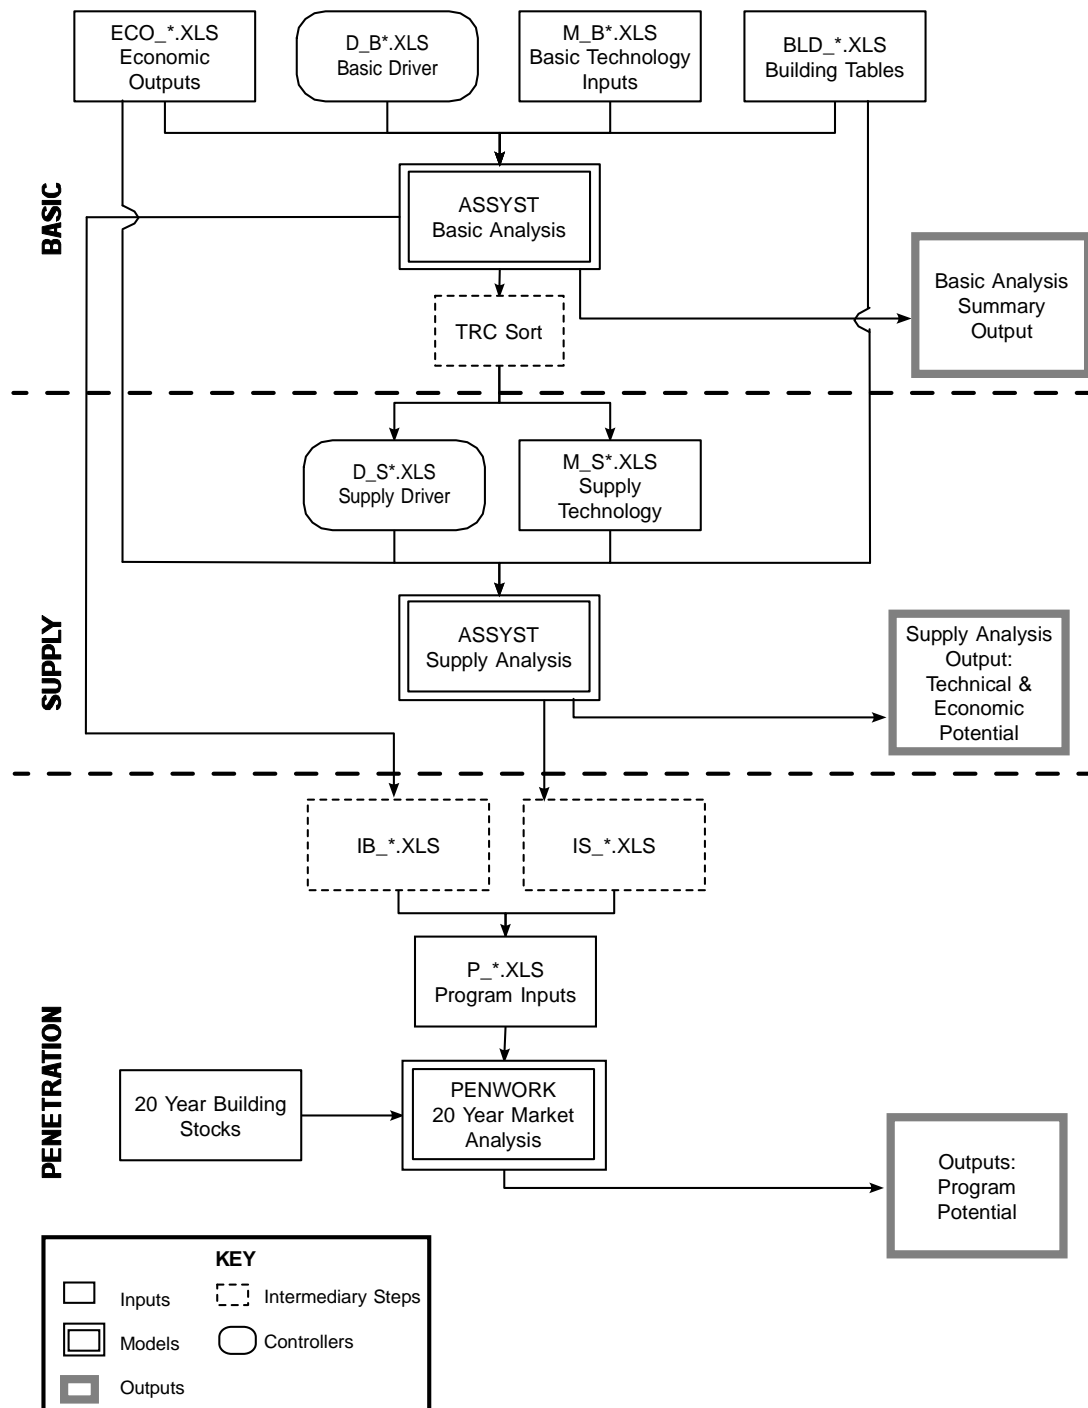 ECO_*.XLS
Economic
Outputs
D_B*.XLS
Basic Driver
M_B*.XLS
Basic Technology
Inputs
BLD_*.XLS
Building Tables
BASIC
ASSYST
Basic Analysis
Basic Analysis
Summary
Output
TRC Sort
D_S*.XLS
Supply Driver
M_S*.XLS
Supply
Technology
SUPPLY
ASSYST
Supply Analysis
Supply Analysis
Output:
Technical &
Economic
Potential
IB_*.XLS
IS_*.XLS
P_*.XLS
Program Inputs
PENETRATION
20 Year Building
Stocks
PENWORK
20 Year Market
Analysis
Outputs:
Program
Potential
KEY
Inputs
Intermediary Steps
Models
Controllers
Outputs